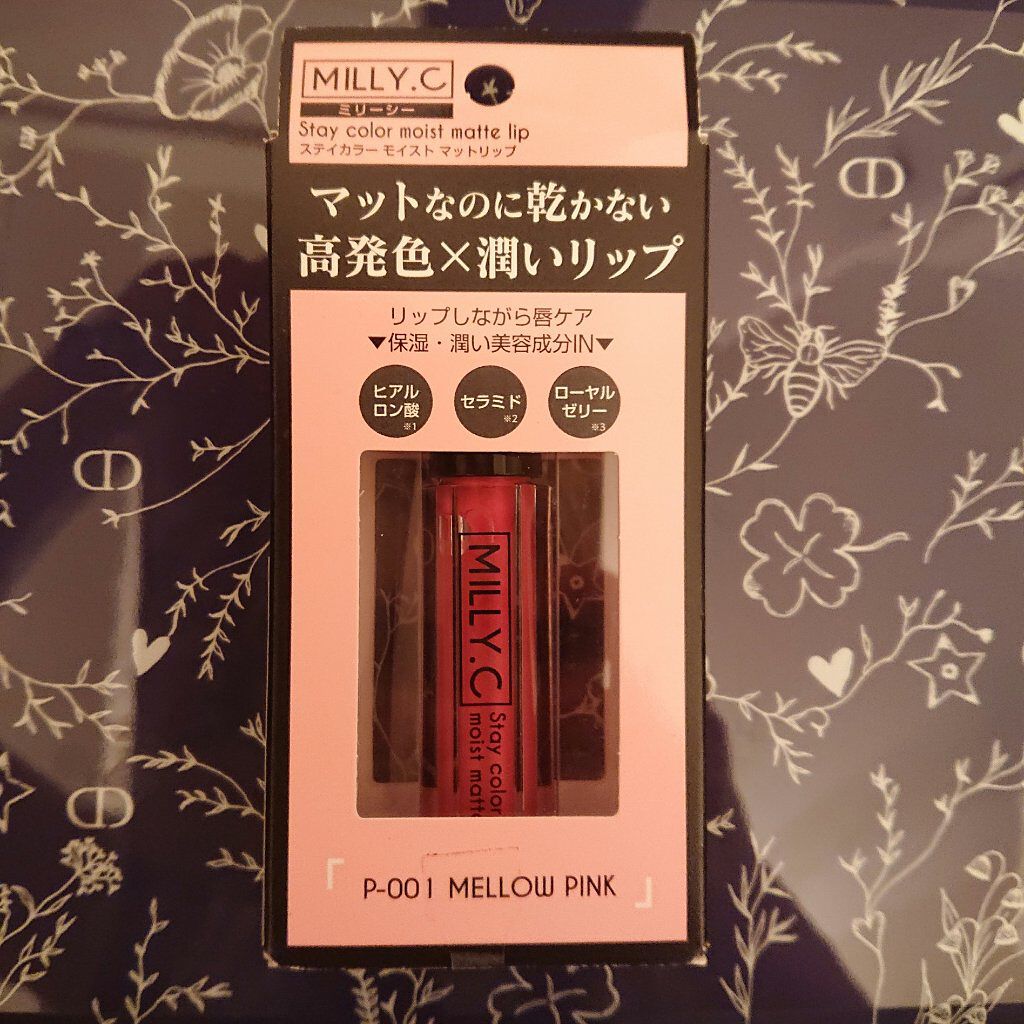 MILLY.C
ミリーシー
Stay color moist matte lip
ステイカラー モイスト マットリップ
マットなのに乾かない
高発色×潤いリップ
リップしながら唇ケア
▼保湿・潤い美容成分IN▼
ヒアル
ロン酸
※1
セラミド
※2
ローヤル
ゼリー
※3
MILLY.C
Stay color
moist matte
「P-001 MELLOW PINK」